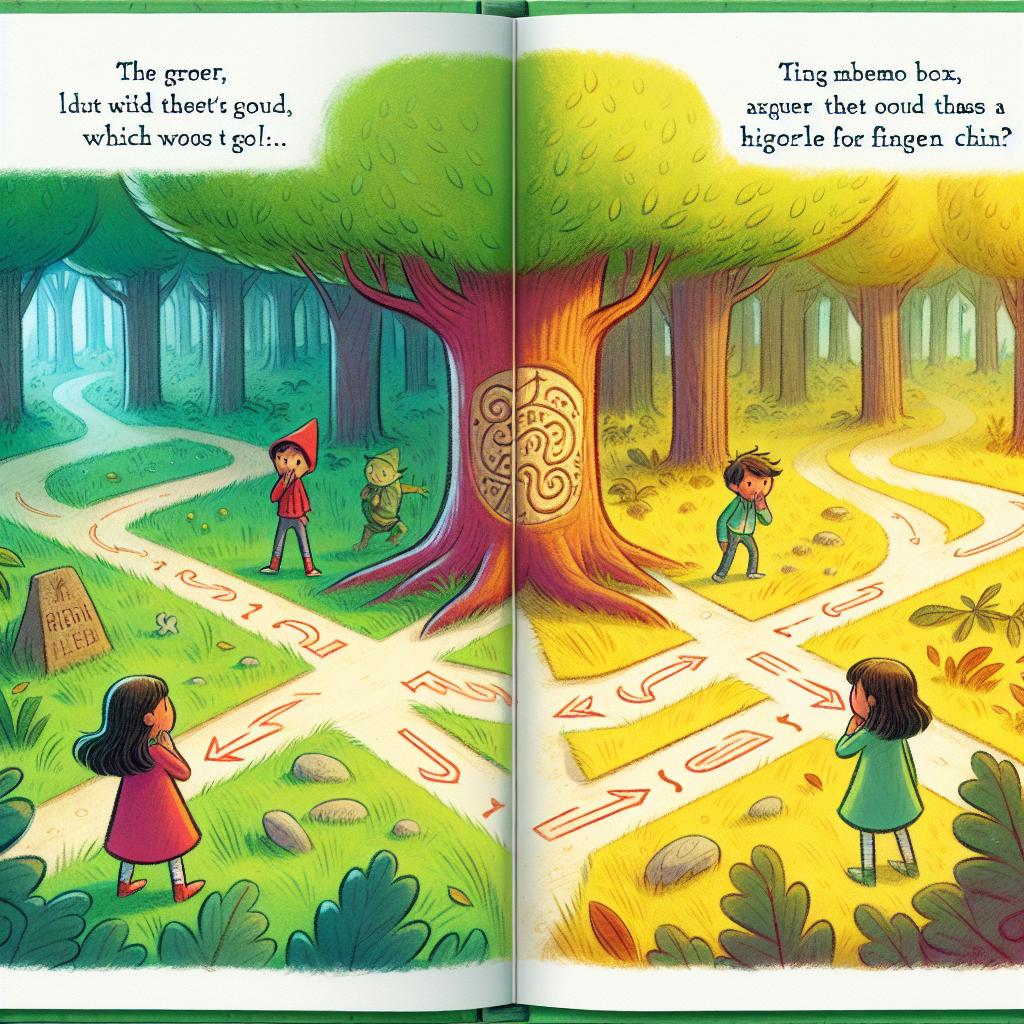 The groer,
ldut wiid theet's goud,
which woos t gol:..
Ting mbemo box,
axguer thet ooud thass a
higorle for fingen chin?